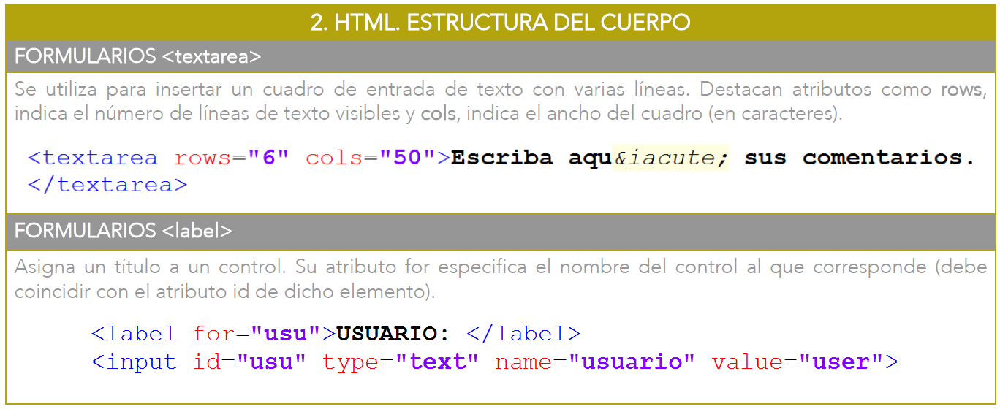 2. HTML. ESTRUCTURA DEL CUERPO
FORMULARIOS <textarea>
Se utiliza para insertar un cuadro de entrada de texto con varias líneas. Destacan atributos como rows,
indica el número de líneas de texto visibles y cols, indica el ancho del cuadro (en caracteres).
<textarea rows="6" cols="50">Escriba aqu&iacute; sus comentarios.
</textarea>
FORMULARIOS <label>
Asigna un título a un control. Su atributo for especifica el nombre del control al que corresponde (debe
coincidir con el atributo id de dicho elemento).
<label for="usu">USUARIO: </label>
<input id="usu" type="text" name="usuario" value="user">